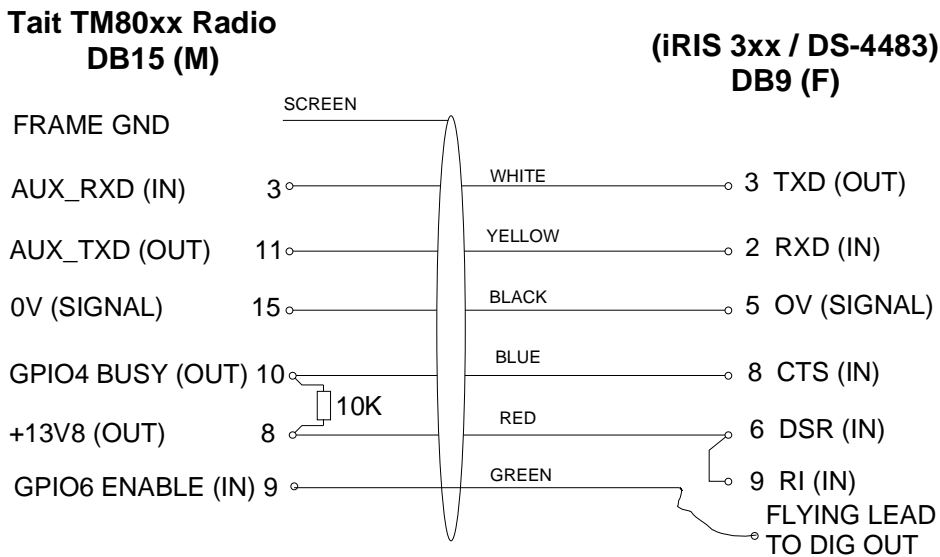 Tait TM80xx Radio
DB15 (M)
(iRIS 3xx / DS-4483)
DB9 (F)
SCREEN
FRAME GND
AUX_RXD (IN) 3 WHITE 3 TXD (OUT)
AUX_TXD (OUT) 11 YELLOW 2 RXD (IN)
0V (SIGNAL) 15 BLACK 5 OV (SIGNAL)
GPIO4 BUSY (OUT) 10 BLUE 8 CTS (IN)
10K
+13V8 (OUT) 8 RED 6 DSR (IN)
GPIO6 ENABLE (IN) 9 GREEN 9 RI (IN)
FLYING LEAD
TO DIG OUT